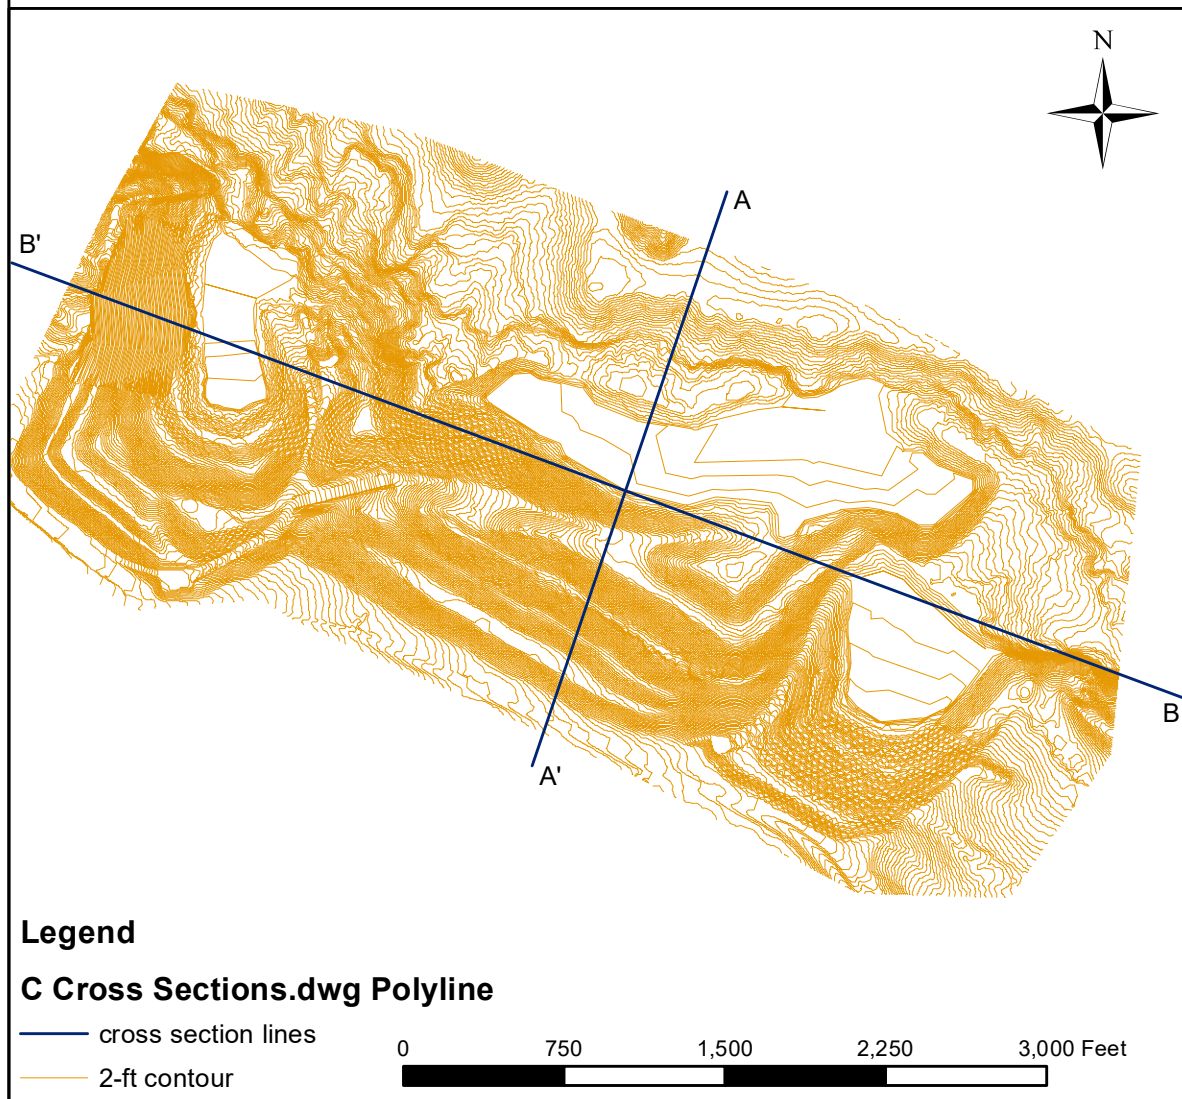 N
A
B'
B
A'
Legend
C Cross Sections.dwg Polyline
cross section lines
2-ft contour
0 750 1,500 2,250 3,000 Feet